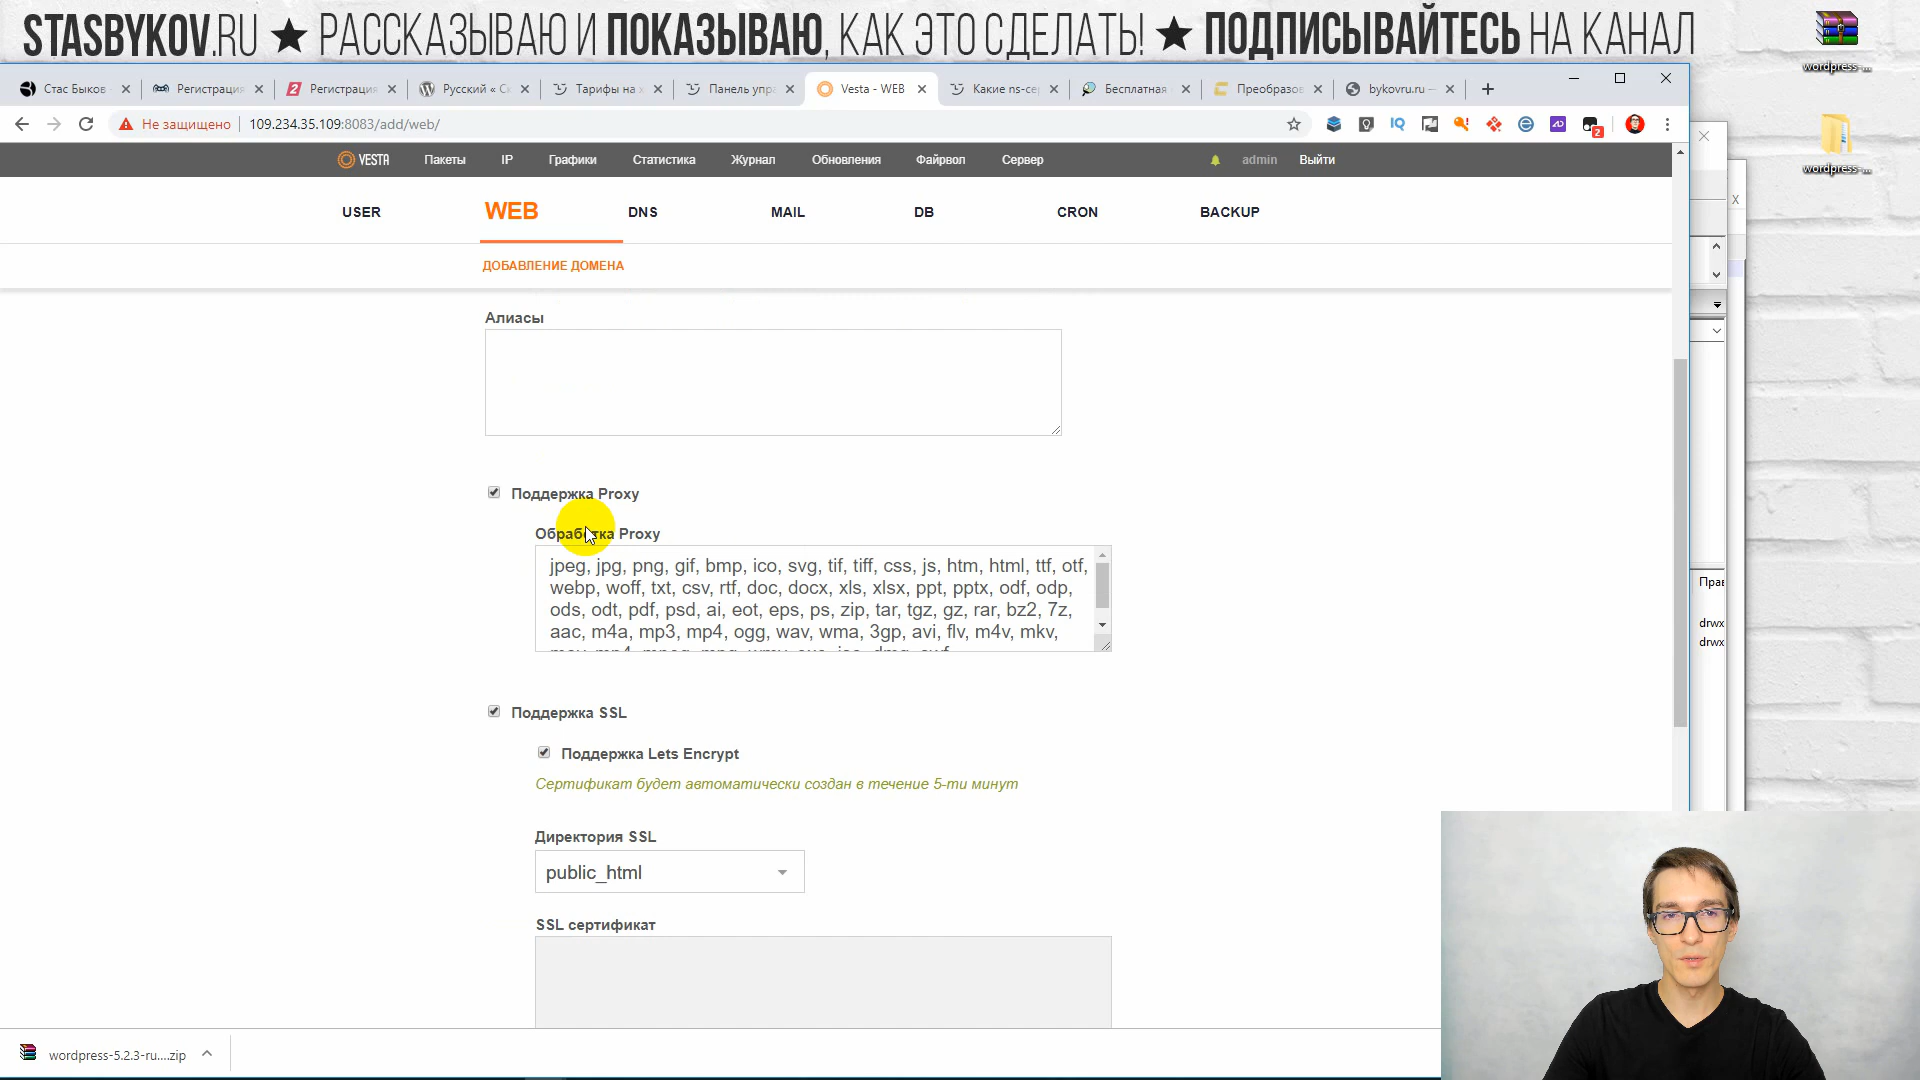 STASBYKOV.RU ★ РАССКАЗЫВАЮ И ПОКАЗЫВАЮ, КАК ЭТО СДЕЛАТЬ! ★ ПОДПИСЫВАЙТЕСЬ НА КАНАЛ
wordpress-...
wordpress-...
Стас Быков
Регистрация
Регистрация
Русский « Ск
Тарифы на х
Панель упра
Vesta - WEB
Какие ns-се
Бесплатная
Преобразов
bykovru.ru —
Не защищено
109.234.35.109:8083/add/web/
2
VESTA
Пакеты
IP
Графики
Статистика
Журнал
Обновления
Файрвол
Сервер
admin
Выйти
USER
WEB
DNS
MAIL
DB
CRON
BACKUP
ДОБАВЛЕНИЕ ДОМЕНА
Алиасы
Поддержка Proxy
Обработка Proxy
jpeg, jpg, png, gif, bmp, ico, svg, tif, tiff, css, js, htm, html, ttf, otf,
webp, woff, txt, csv, rtf, doc, docx, xls, xlsx, ppt, pptx, odf, odp,
ods, odt, pdf, psd, ai, eot, eps, ps, zip, tar, tgz, gz, rar, bz2, 7z,
aac, m4a, mp3, mp4, ogg, wav, wma, 3gp, avi, flv, m4v, mkv,
Поддержка SSL
Поддержка Lets Encrypt
Сертификат будет автоматически создан в течение 5-ти минут
Директория SSL
public_html
SSL сертификат
Прав
drwx
drwx
wordpress-5.2.3-ru....zip